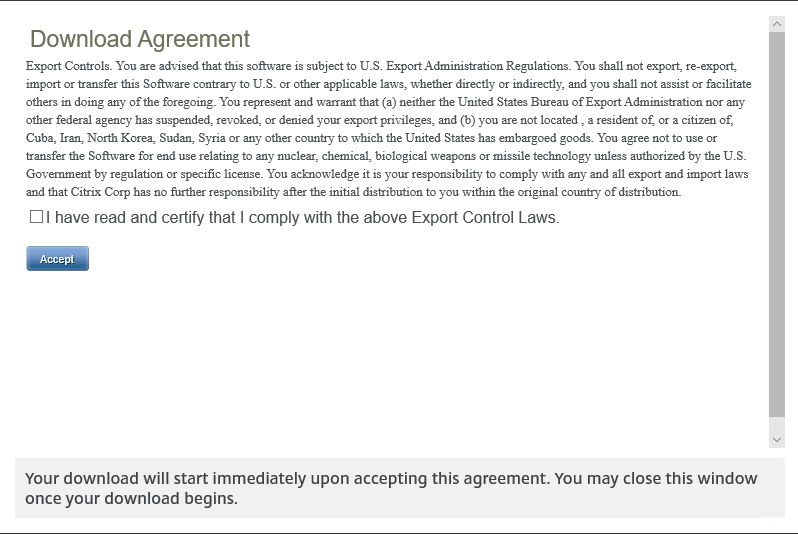 Download Agreement
Export Controls. You are advised that this software is subject to U.S. Export Administration Regulations. You shall not export, re-export,
import or transfer this Software contrary to U.S. or other applicable laws, whether directly or indirectly, and you shall not assist or facilitate
others in doing any of the foregoing. You represent and warrant that (a) neither the United States Bureau of Export Administration nor any
other federal agency has suspended, revoked, or denied your export privileges, and (b) you are not located , a resident of, or a citizen of,
Cuba, Iran, North Korea, Sudan, Syria or any other country to which the United States has embargoed goods. You agree not to use or
transfer the Software for end use relating to any nuclear, chemical, biological weapons or missile technology unless authorized by the U.S.
Government by regulation or specific license. You acknowledge it is your responsibility to comply with any and all export and import laws
and that Citrix Corp has no further responsibility after the initial distribution to you within the original country of distribution.
I have read and certify that I comply with the above Export Control Laws.
Accept
Your download will start immediately upon accepting this agreement. You may close this window
once your download begins.